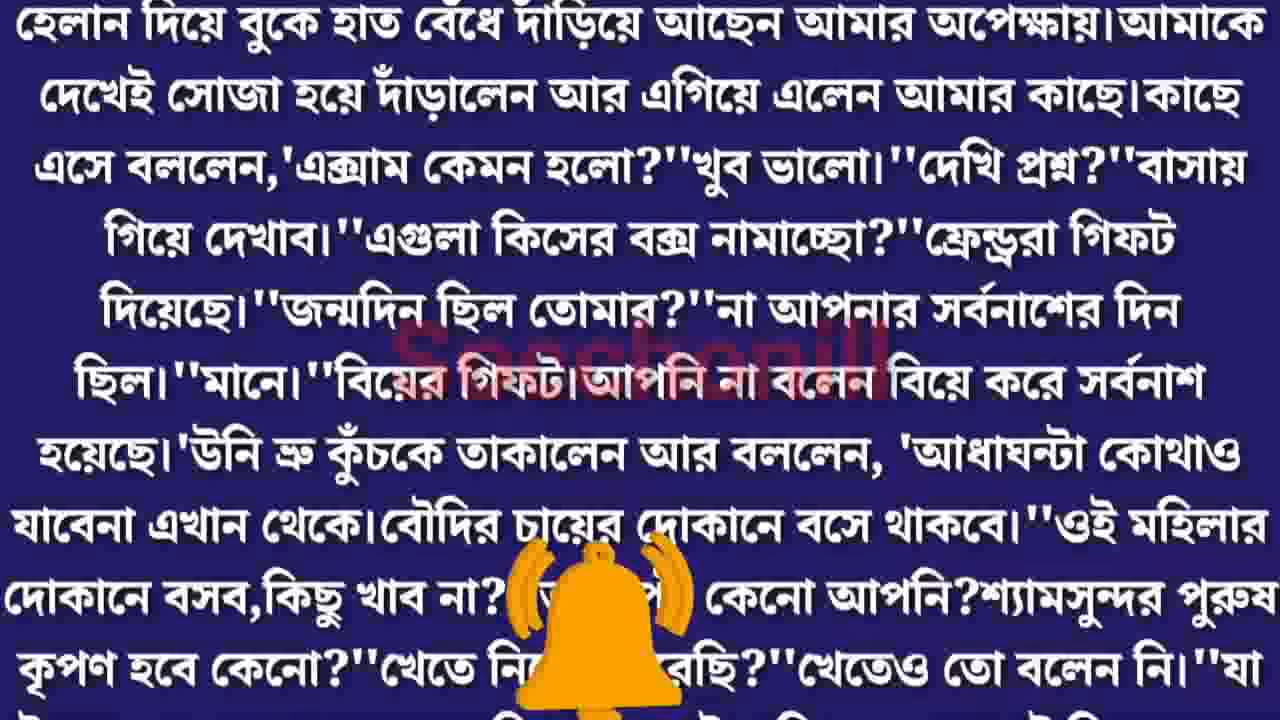 হেলান দিয়ে বুকে হাত বেঁধে দাঁড়িয়ে আছেন আমার অপেক্ষায়।আমাকে
দেখেই সোজা হয়ে দাঁড়ালেন আর এগিয়ে এলেন আমার কাছে।কাছে
এসে বললেন,'এক্সাম কেমন হলো?''খুব ভালো।''দেখি প্রশ্ন?''বাসায়
গিয়ে দেখাব।''এগুলা কিসের বক্স নামাচ্ছো?''ফ্রেন্ড্ররা গিফট
দিয়েছে।''জন্মদিন ছিল তোমার?''না আপনার সর্বনাশের দিন
ছিল।''মানে।''বিয়ের গিফট।আপনি না বলেন বিয়ে করে সর্বনাশ
হয়েছে।'উনি ভ্রু কুঁচকে তাকালেন আর বললেন, 'আধাঘন্টা কোথাও
যাবেনা এখান থেকে।বৌদির চায়ের দোকানে বসে থাকবে।''ওই মহিলার
দোকানে বসব,কিছু খাব না? কেনো আপনি?শ্যামসুন্দর পুরুষ
কৃপণ হবে কেনো?''খেতে রেছি?''খেতেও তো বলেন নি।''যা